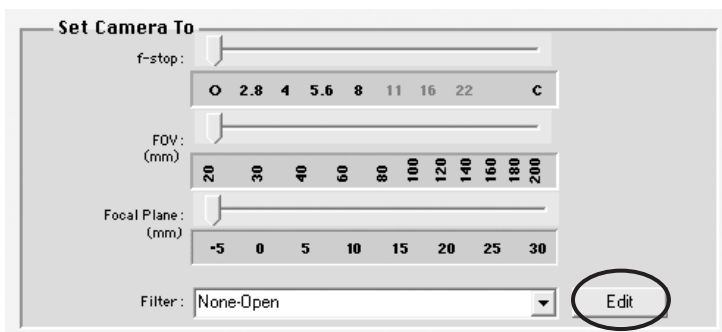 Set Camera To
f-stop:
O 2.8 4 5.6 8 11 16 22 C
FOV:
(mm)
20 30 40 60 80 100 120 140 160 180 200
Focal Plane:
(mm)
-5 0 5 10 15 20 25 30
Filter: None-Open Edit